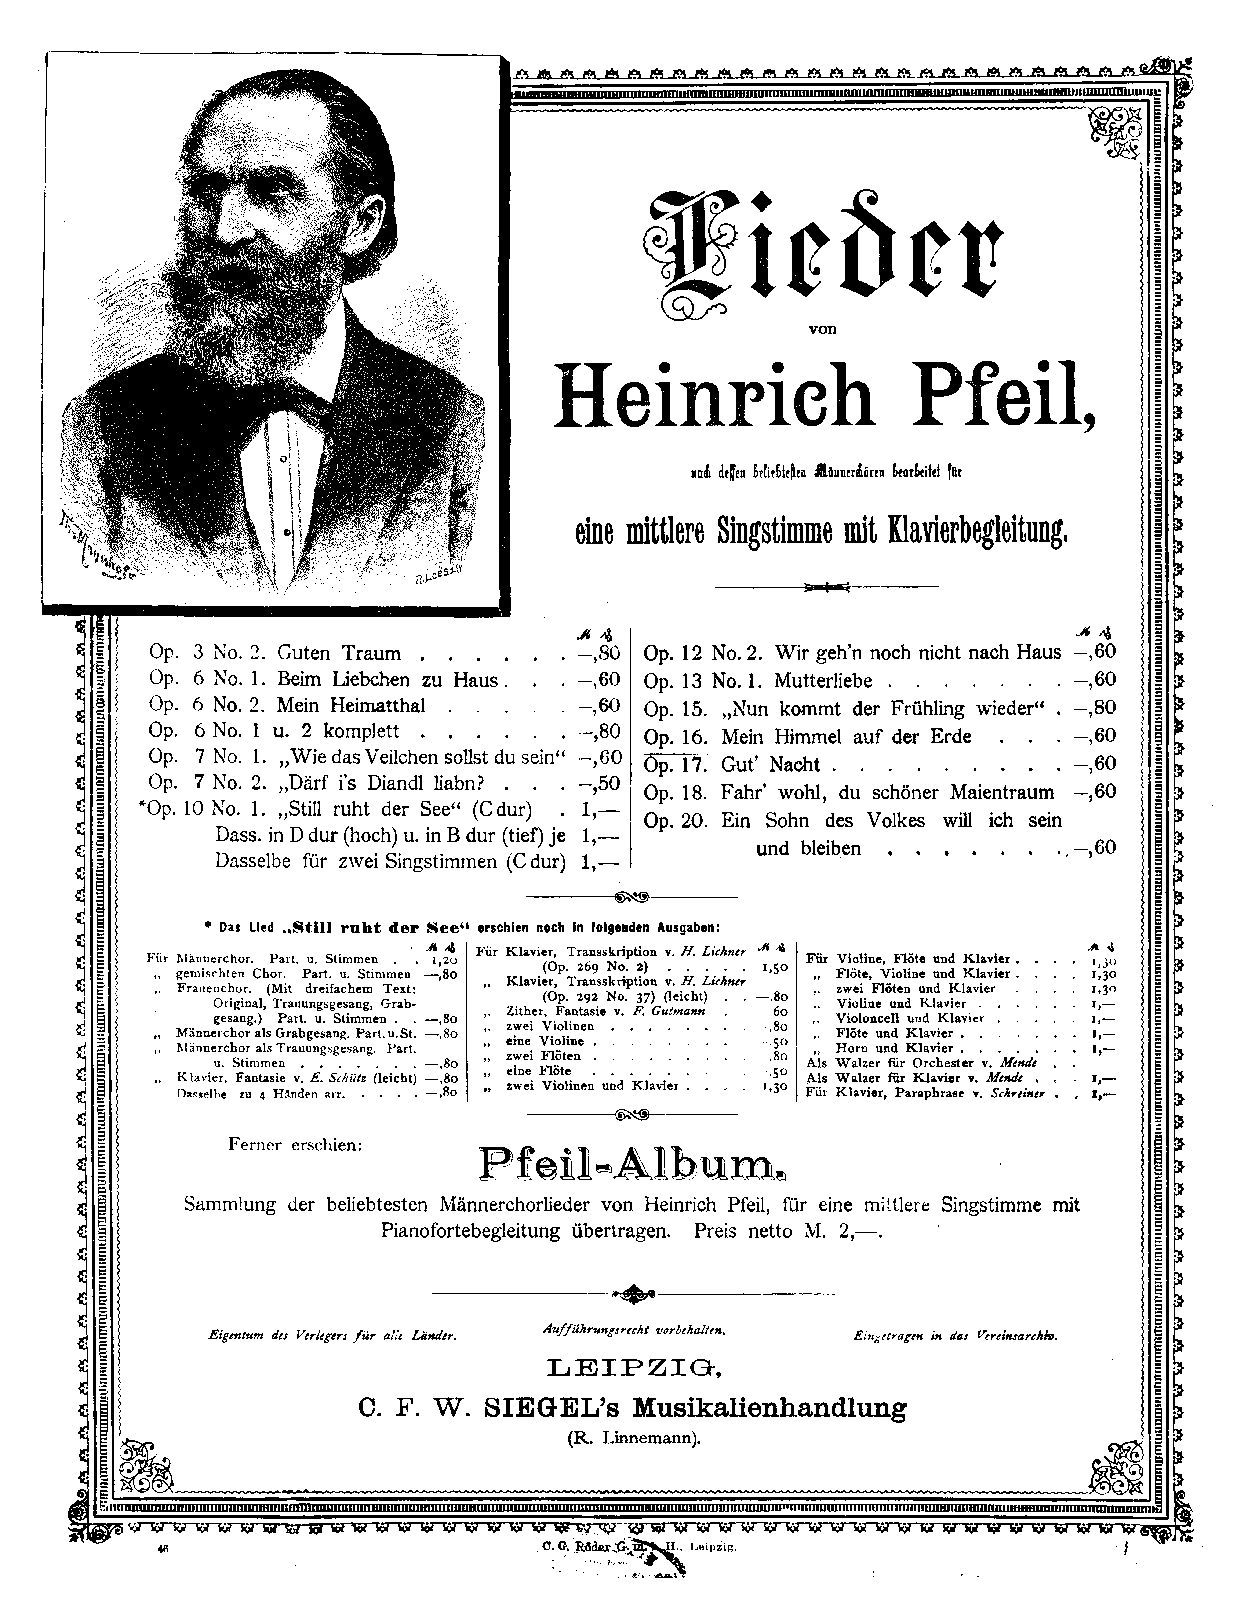 Lieder
von
Heinrich Pfeil,
nach dessen beliebtesten Männerchören bearbeitet für
eine mittlere Singstimme mit Klavierbegleitung.
R. Loessin
ℳ ₰
Op. 3 No. 2. Guten Traum . . . . . . —,80
Op. 6 No. 1. Beim Liebchen zu Haus . . . —,60
Op. 6 No. 2. Mein Heimatthal . . . . . —,60
Op. 6 No. 1 u. 2 komplett . . . . . . —,80
Op. 7 No. 1. „Wie das Veilchen sollst du sein“ —,60
Op. 7 No. 2. „Därf i's Diandl liabn? . . . —,50
*Op. 10 No. 1. „Still ruht der See“ (C dur) . 1,—
Dass. in D dur (hoch) u. in B dur (tief) je 1,—
Dasselbe für zwei Singstimmen (C dur) 1,—
ℳ ₰
Op. 12 No. 2. Wir geh'n noch nicht nach Haus —,60
Op. 13 No. 1. Mutterliebe . . . . . . . —,60
Op. 15. „Nun kommt der Frühling wieder“ . —,80
Op. 16. Mein Himmel auf der Erde . . . —,60
Op. 17. Gut' Nacht . . . . . . . . . —,60
Op. 18. Fahr' wohl, du schöner Maientraum —,60
Op. 20. Ein Sohn des Volkes will ich sein
und bleiben . . . . . . . . —,60
* Das Lied „Still ruht der See“ erschien noch in folgenden Ausgaben:
ℳ ₰
Für Männerchor. Part. u. Stimmen . . 1,20
„ gemischten Chor. Part. u. Stimmen —,80
„ Frauenchor. (Mit dreifachem Text:
Original, Trauungsgesang, Grab-
gesang.) Part. u. Stimmen . . —,80
„ Männerchor als Grabgesang. Part. u. St. —,80
„ Männerchor als Trauungsgesang. Part.
u. Stimmen . . . . . . . —,80
„ Klavier, Fantasie v. E. Schütz (leicht) —,80
Dasselbe zu 4 Händen arr. . . . . —,80
ℳ ₰
Für Klavier, Transskription v. H. Lichner
(Op. 269 No. 2) . . . . . 1,50
„ Klavier, Transskription v. H. Lichner
(Op. 292 No. 37) (leicht) . . —.80
„ Zither, Fantasie v. F. Gutmann . 60
„ zwei Violinen . . . . . . . —,80
„ eine Violine . . . . . . . . —.50
„ zwei Flöten . . . . . . . . .80
„ eine Flöte . . . . . . . . —.50
„ zwei Violinen und Klavier . . . . 1,30
ℳ ₰
Für Violine, Flöte und Klavier . . . . 1,30
„ Flöte, Violine und Klavier . . . . 1,30
„ zwei Flöten und Klavier . . . . 1,30
„ Violine und Klavier . . . . . . 1,—
„ Violoncell und Klavier . . . . . 1,—
„ Flöte und Klavier . . . . . . . 1,—
„ Horn und Klavier . . . . . . . 1,—
Als Walzer für Orchester v. Mende . .
Als Walzer für Klavier v. Mende . . . 1,—
Für Klavier, Paraphrase v. Schreiner . . 1,—
Ferner erschien:
Pfeil-Album.
Sammlung der beliebtesten Männerchorlieder von Heinrich Pfeil, für eine mittlere Singstimme mit
Pianofortebegleitung übertragen. Preis netto M. 2,—.
Eigentum des Verlegers für alle Länder.
Aufführungsrecht vorbehalten.
Eingetragen in das Vereinsarchiv.
LEIPZIG,
C. F. W. SIEGEL's Musikalienhandlung
(R. Linnemann).
46
C. G. Röder G. m. b. H., Leipzig.